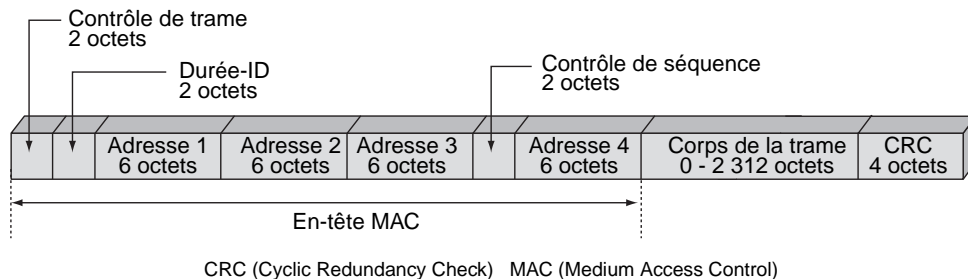 Contrôle de trame
2 octets
Durée-ID
2 octets
Contrôle de séquence
2 octets
Adresse 1
6 octets
Adresse 2
6 octets
Adresse 3
6 octets
Adresse 4
6 octets
Corps de la trame
0 - 2 312 octets
CRC
4 octets
En-tête MAC
CRC (Cyclic Redundancy Check) MAC (Medium Access Control)